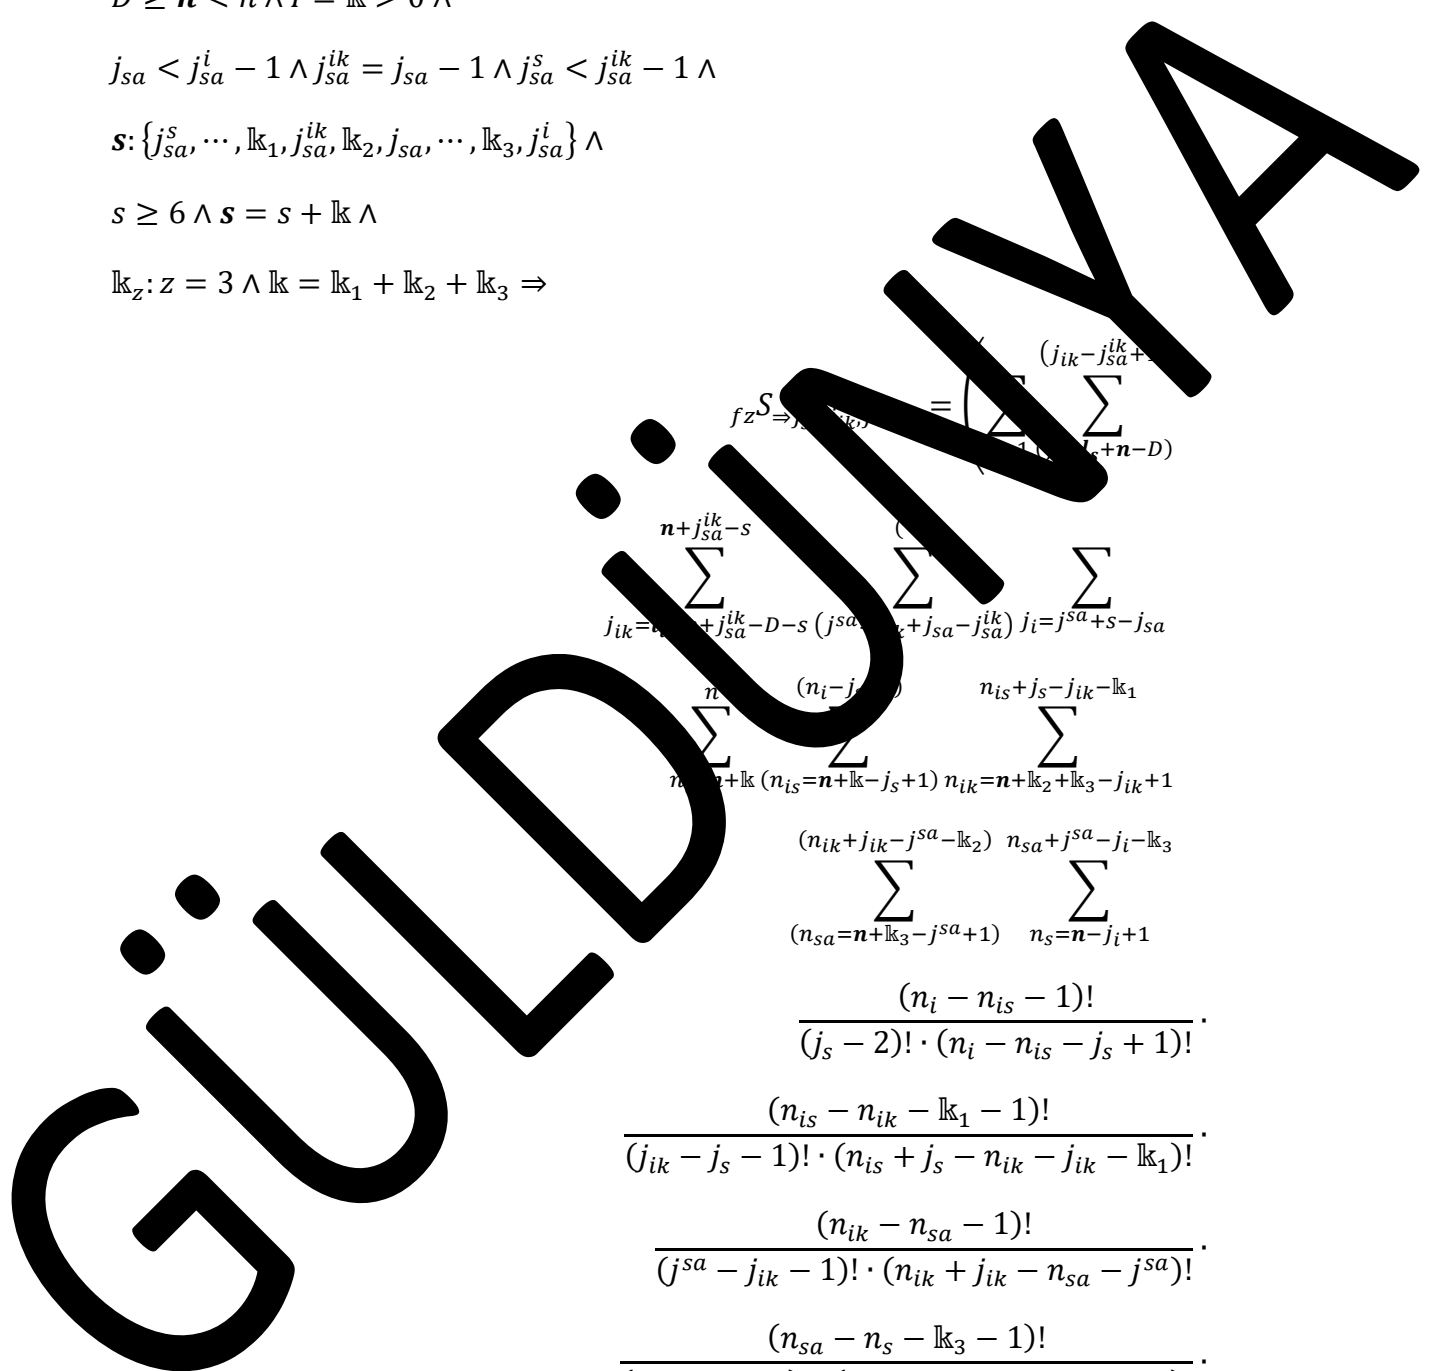 j_{sa} < j_{sa}^{i} − 1 ∧ j_{sa}^{ik} = j_{sa} − 1 ∧ j_{sa}^{s} < j_{sa}^{ik} − 1 ∧
s: {j_{sa}^{s}, ⋯, 𝕜_1, j_{sa}^{ik}, 𝕜_2, j_{sa}, ⋯, 𝕜_3, j_{sa}^{i}} ∧
s ≥ 6 ∧ s = s + 𝕜 ∧
𝕜_z: z = 3 ∧ 𝕜 = 𝕜_1 + 𝕜_2 + 𝕜_3 ⇒
_{fz}S = ( ∑ ∑
n+j_{sa}^{ik}−s
∑ ∑ ∑
j_i=j^{sa}+s−j_{sa}
n n_{is}+j_s−j_{ik}−𝕜_1
∑ ∑ ∑
(n_{is}=n+𝕜−j_s+1) n_{ik}=n+𝕜_2+𝕜_3−j_{ik}+1
(n_{ik}+j_{ik}−j^{sa}−𝕜_2) n_{sa}+j^{sa}−j_i−𝕜_3
∑ ∑
(n_{sa}=n+𝕜_3−j^{sa}+1) n_s=n−j_i+1
(n_i − n_{is} − 1)!
(j_s − 2)! · (n_i − n_{is} − j_s + 1)! ·
(n_{is} − n_{ik} − 𝕜_1 − 1)!
(j_{ik} − j_s − 1)! · (n_{is} + j_s − n_{ik} − j_{ik} − 𝕜_1)! ·
(n_{ik} − n_{sa} − 1)!
(j^{sa} − j_{ik} − 1)! · (n_{ik} + j_{ik} − n_{sa} − j^{sa})! ·
(n_{sa} − n_s − 𝕜_3 − 1)! ·
GÜLDÜNYA